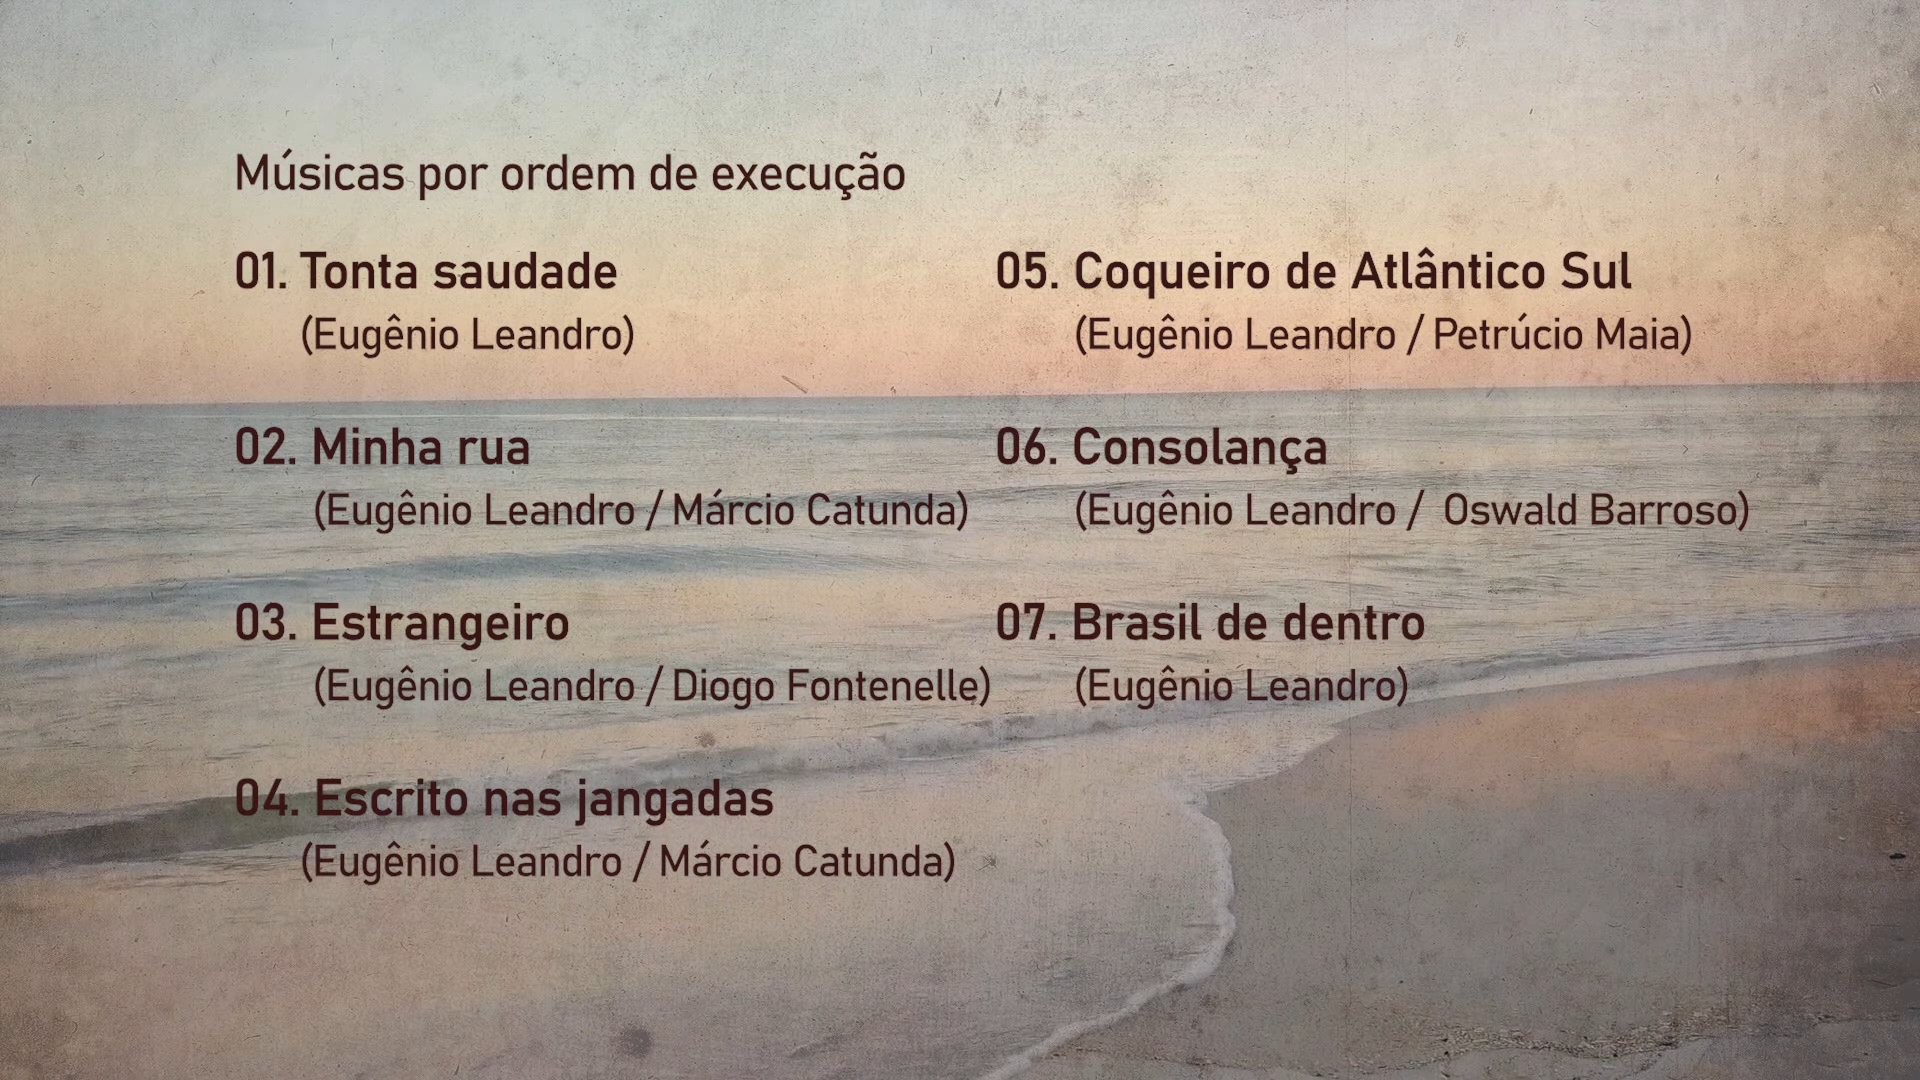 Músicas por ordem de execução
01. Tonta saudade
(Eugênio Leandro)
02. Minha rua
(Eugênio Leandro / Márcio Catunda)
03. Estrangeiro
(Eugênio Leandro / Diogo Fontenelle)
04. Escrito nas jangadas
(Eugênio Leandro / Márcio Catunda)
05. Coqueiro de Atlântico Sul
(Eugênio Leandro / Petrúcio Maia)
06. Consolança
(Eugênio Leandro / Oswald Barroso)
07. Brasil de dentro
(Eugênio Leandro)